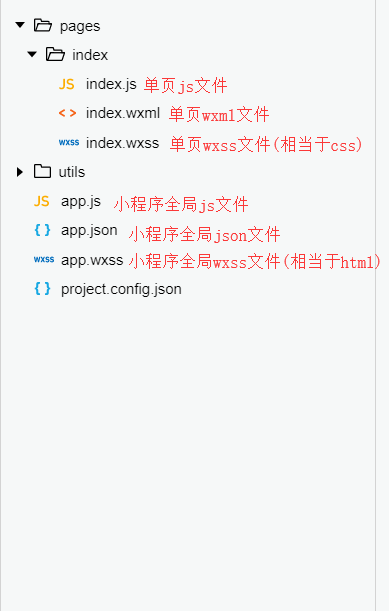 pages
index
JS index.js 单页js文件
<> index.wxml 单页wxml文件
wxss index.wxss 单页wxss文件(相当于css)
utils
JS app.js 小程序全局js文件
{} app.json 小程序全局json文件
wxss app.wxss 小程序全局wxss文件(相当于html)
{} project.config.json